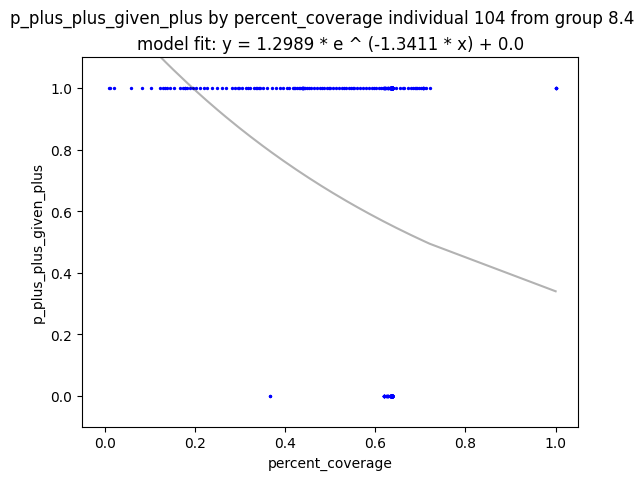 p_plus_plus_given_plus by percent_coverage individual 104 from group 8.4
model fit: y = 1.2989 * e ^ (-1.3411 * x) + 0.0
1.0
0.8
0.6
0.4
0.2
0.0
p_plus_plus_given_plus
0.0 0.2 0.4 0.6 0.8 1.0
percent_coverage